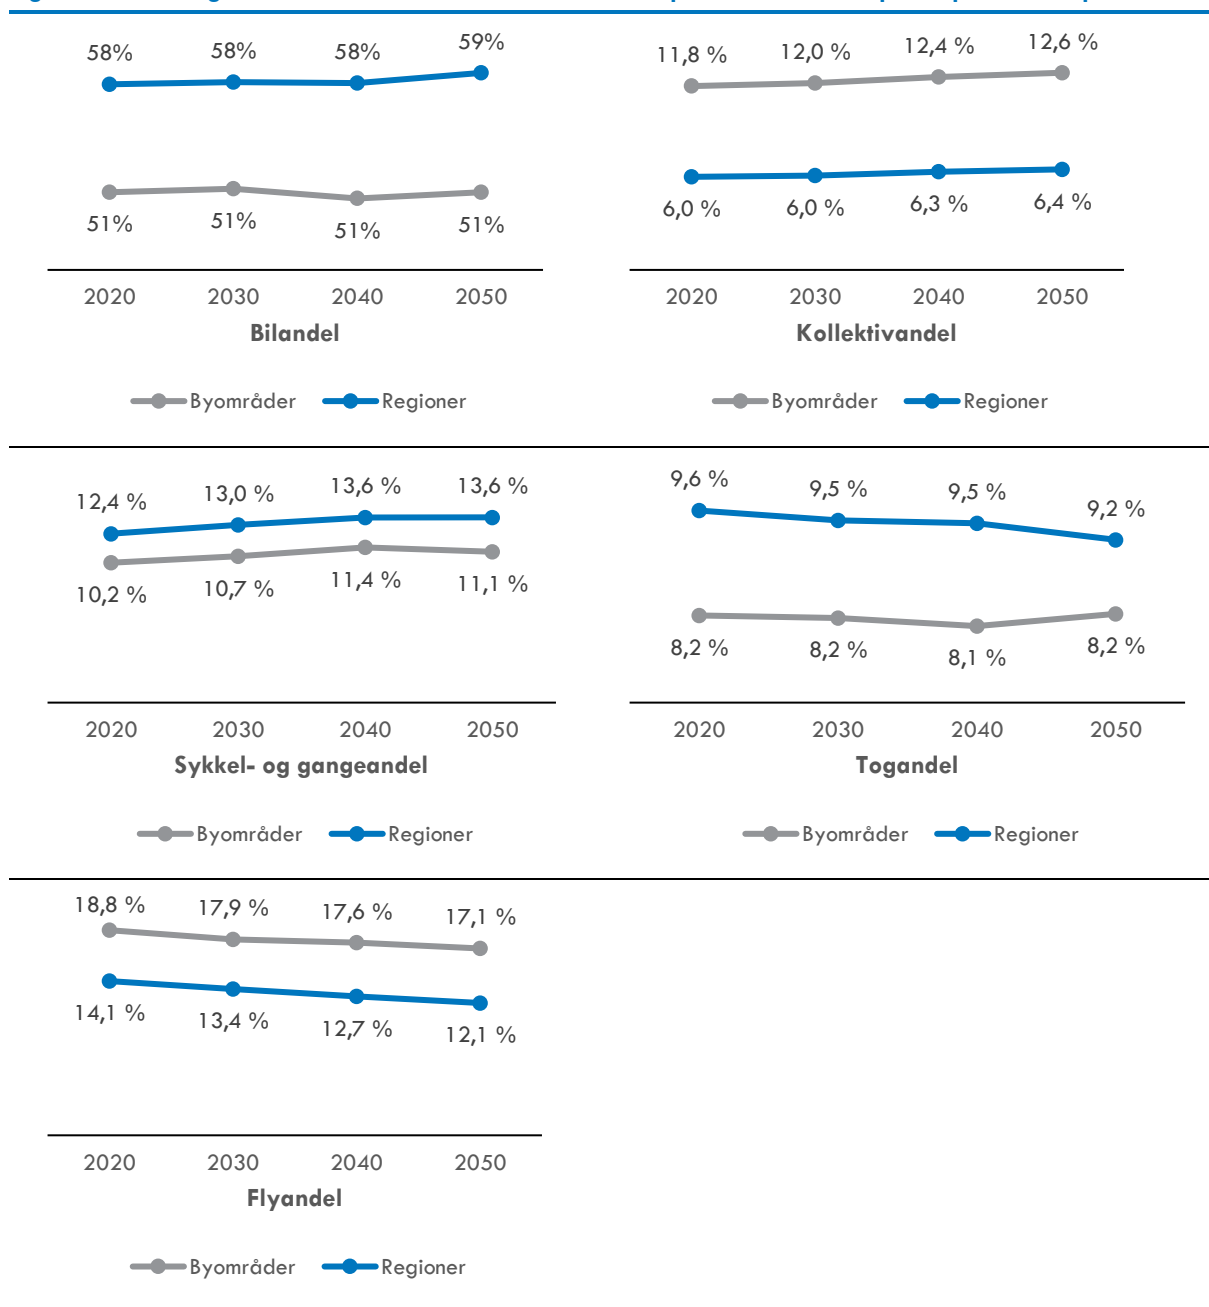 58%
58%
58%
59%
51%
51%
51%
51%
2020 2030 2040 2050
Bilandel
Byområder Regioner
11,8 %
12,0 %
12,4 %
12,6 %
6,0 %
6,0 %
6,3 %
6,4 %
2020 2030 2040 2050
Kollektivandel
Byområder Regioner
12,4 %
13,0 %
13,6 %
13,6 %
10,2 %
10,7 %
11,4 %
11,1 %
2020 2030 2040 2050
Sykkel- og gangeandel
Byområder Regioner
9,6 %
9,5 %
9,5 %
9,2 %
8,2 %
8,2 %
8,1 %
8,2 %
2020 2030 2040 2050
Togandel
Byområder Regioner
18,8 %
17,9 %
17,6 %
17,1 %
14,1 %
13,4 %
12,7 %
12,1 %
2020 2030 2040 2050
Flyandel
Byområder Regioner